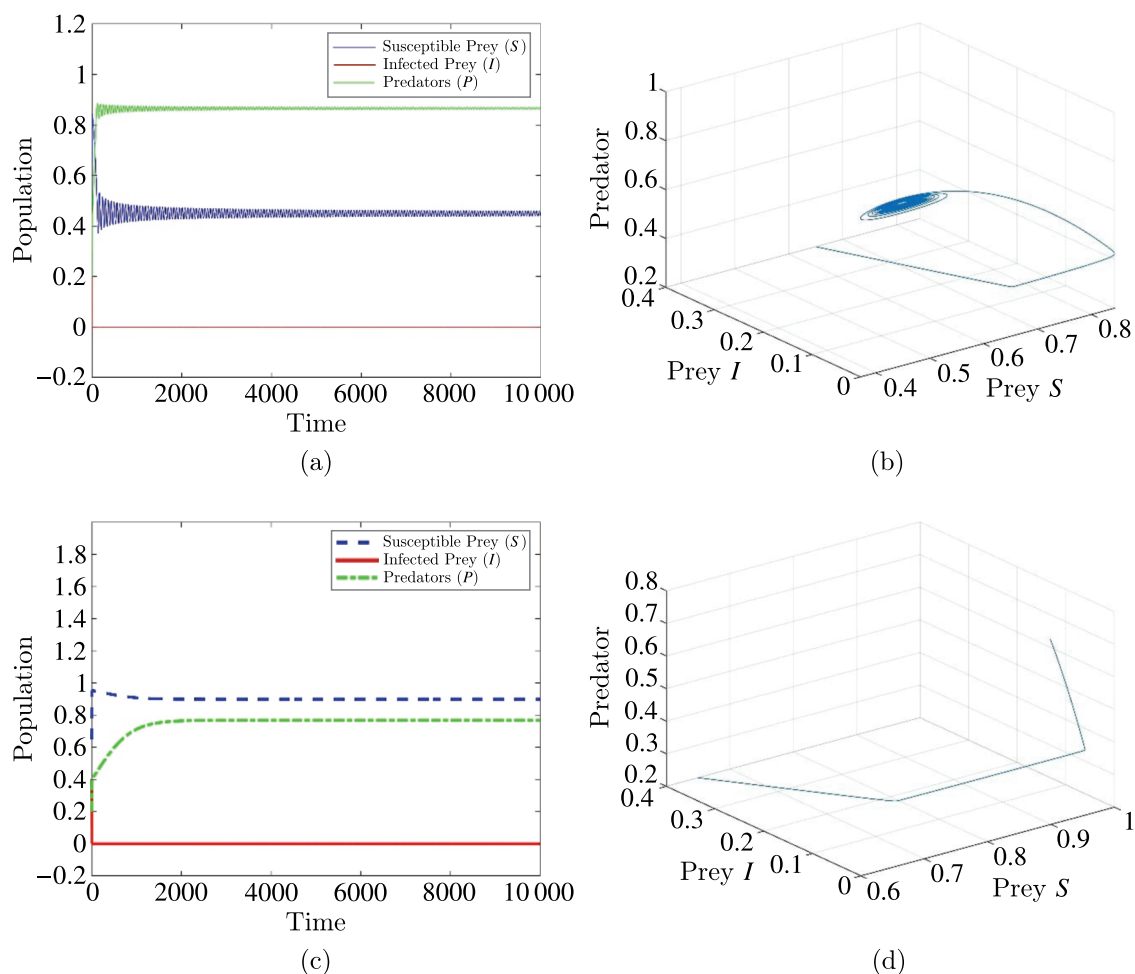 1.2
1
0.8
0.6
0.4
0.2
0
−0.2
Population
Susceptible Prey (S)
Infected Prey (I)
Predators (P)
0 2000 4000 6000 8000 10 000
Time
(a)
1
0.8
0.6
0.4
0.2
Predator
0.4
0.3
0.2
0.1
0
Prey I
0.4 0.5 0.6 0.7 0.8
Prey S
(b)
1.8
1.6
1.4
1.2
1
0.8
0.6
0.4
0.2
0
−0.2
Population
Susceptible Prey (S)
Infected Prey (I)
Predators (P)
0 2000 4000 6000 8000 10 000
Time
(c)
0.8
0.7
0.6
0.5
0.4
0.3
0.2
Predator
0.4
0.3
0.2
0.1
0
Prey I
0.6 0.7 0.8 0.9 1
Prey S
(d)